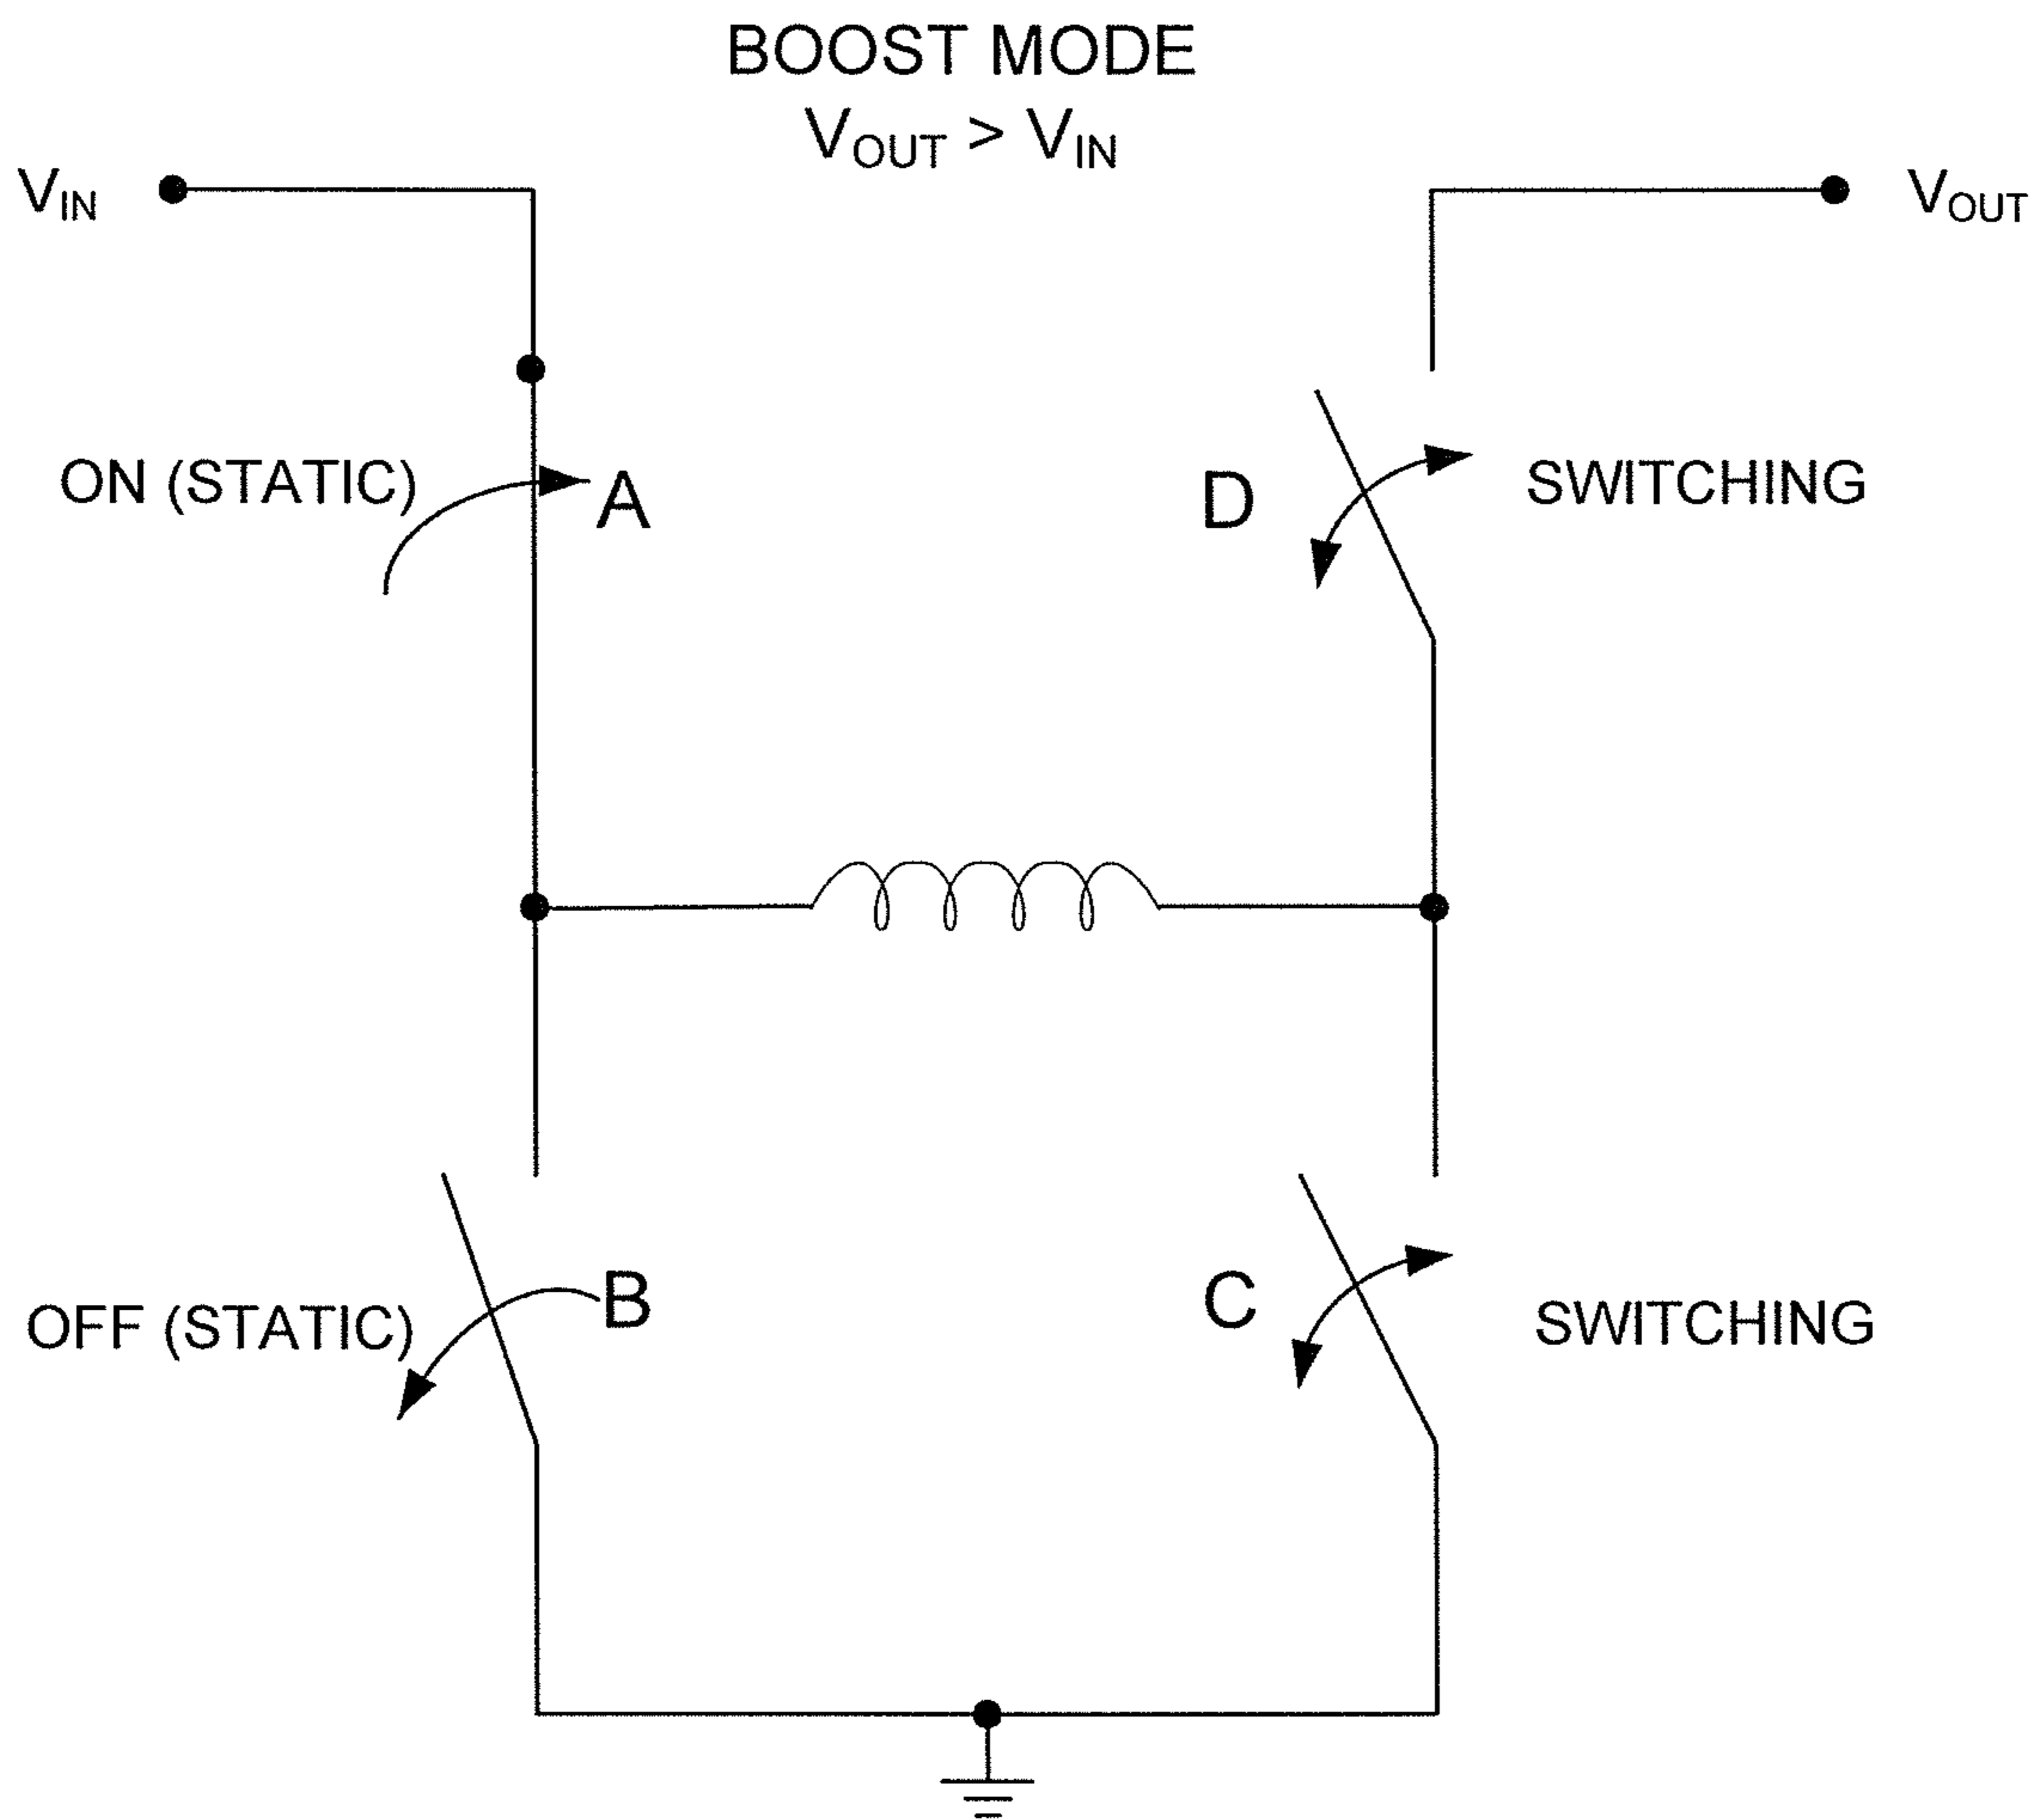 BOOST MODE
VOUT > VIN
VIN
VOUT
ON (STATIC)
A
D
SWITCHING
OFF (STATIC)
B
C
SWITCHING